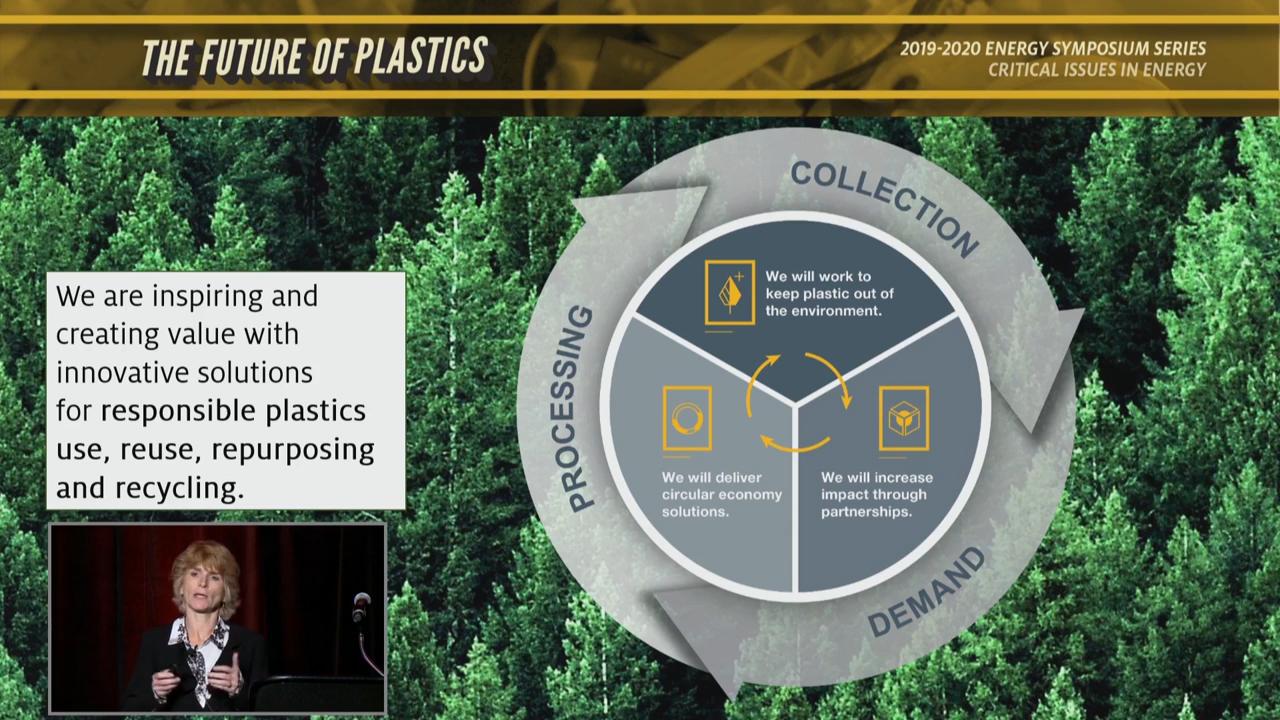 THE FUTURE OF PLASTICS
2019-2020 ENERGY SYMPOSIUM SERIES
CRITICAL ISSUES IN ENERGY
We are inspiring and
creating value with
innovative solutions
for responsible plastics
use, reuse, repurposing
and recycling.
COLLECTION
PROCESSING
DEMAND
We will work to
keep plastic out of
the environment.
We will deliver
circular economy
solutions.
We will increase
impact through
partnerships.